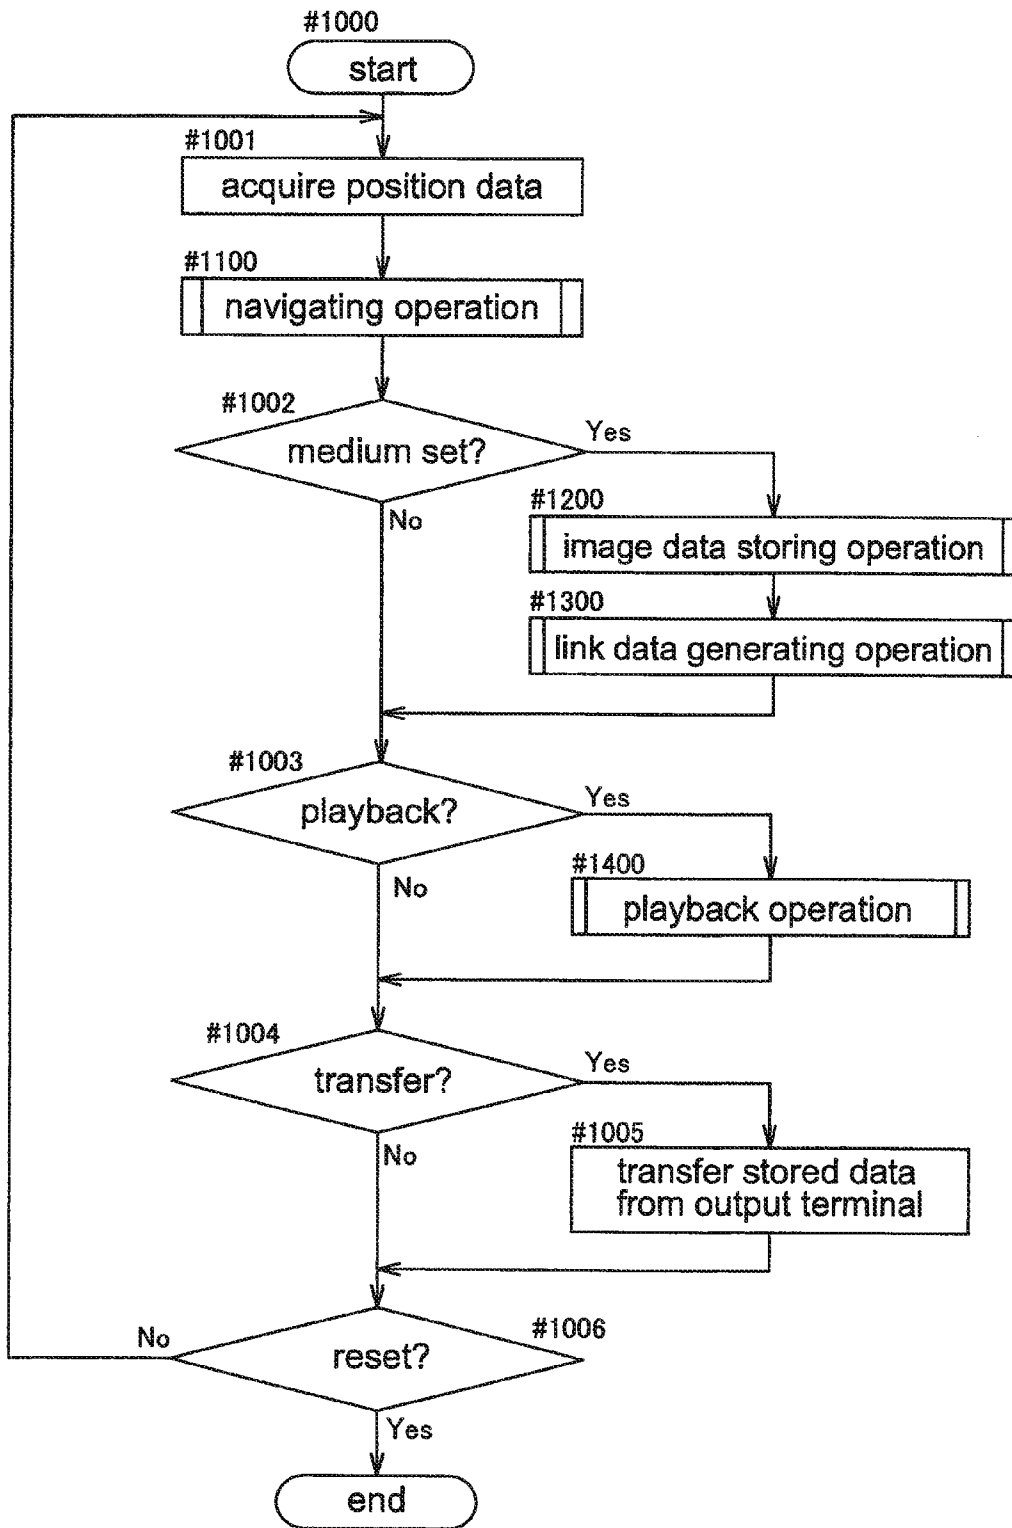 #1000
start
#1001
acquire position data
#1100
navigating operation
#1002
medium set?
Yes
No
#1200
image data storing operation
#1300
link data generating operation
#1003
playback?
Yes
No
#1400
playback operation
#1004
transfer?
Yes
No
#1005
transfer stored data
from output terminal
#1006
reset?
No
Yes
end